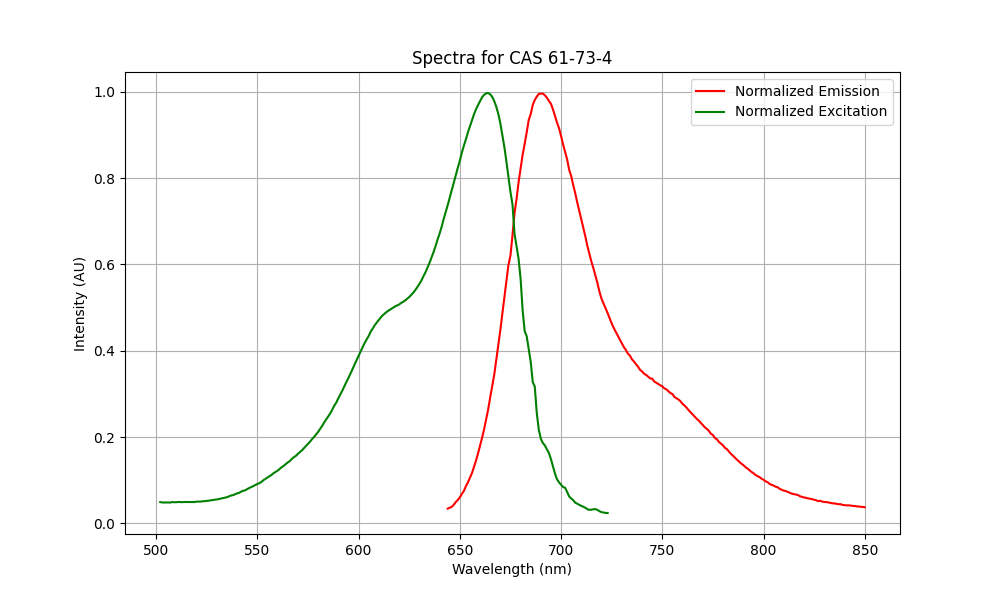 Spectra for CAS 61-73-4
Normalized Emission
Normalized Excitation
1.0
0.8
0.6
0.4
0.2
0.0
Intensity (AU)
500 550 600 650 700 750 800 850
Wavelength (nm)